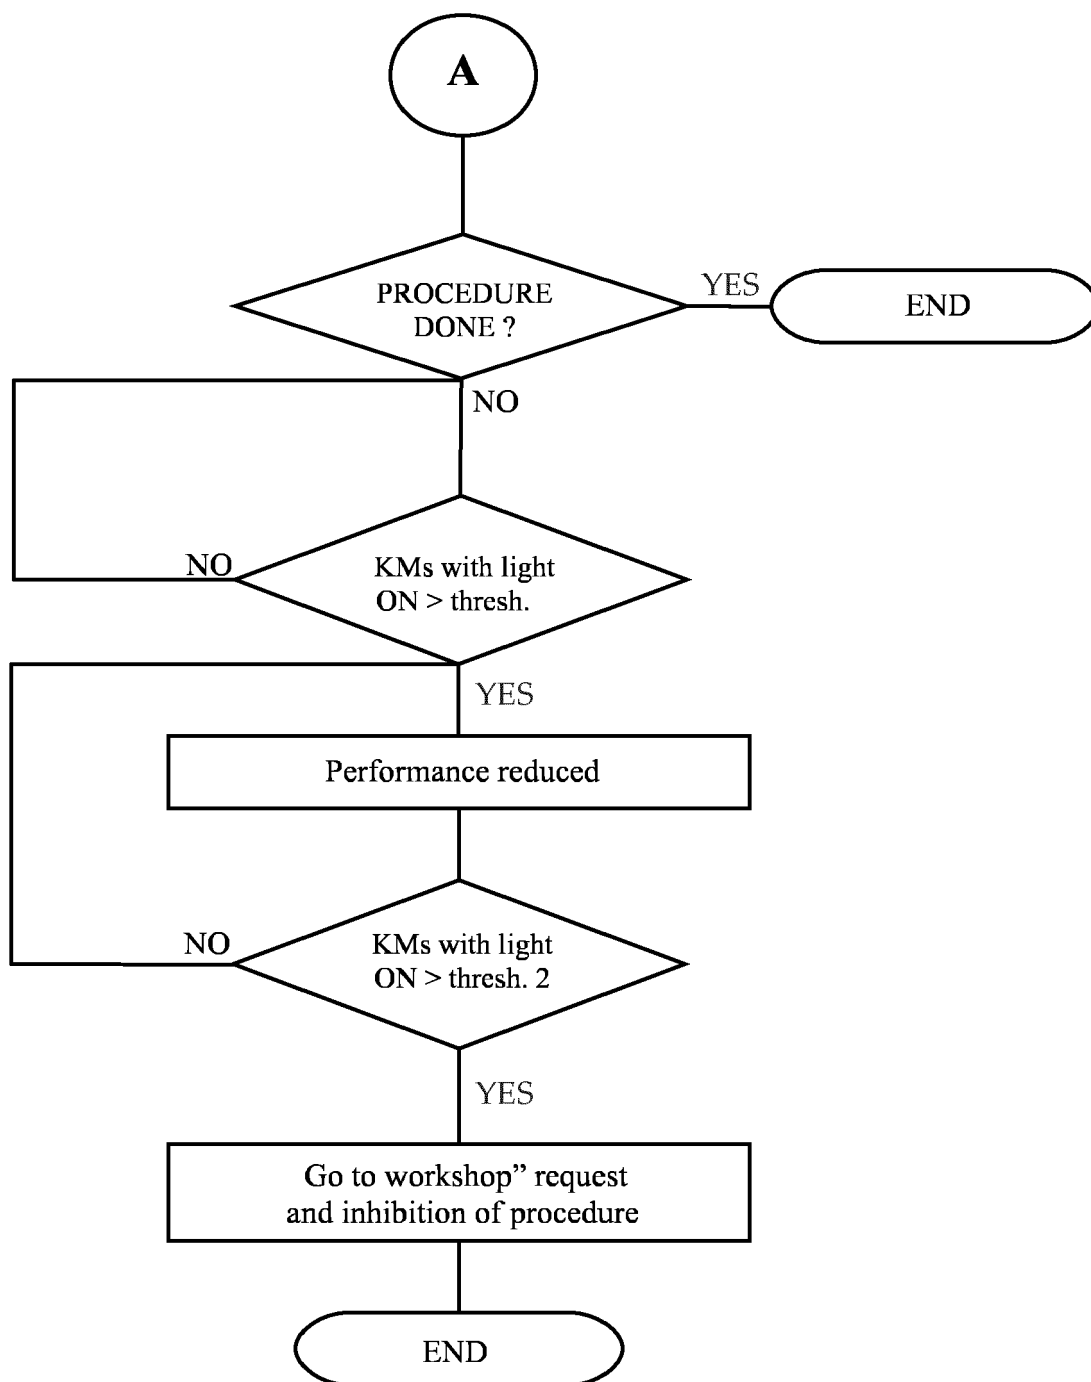 A
PROCEDURE
DONE ?
YES
END
NO
NO
KMs with light
ON > thresh.
YES
Performance reduced
NO
KMs with light
ON > thresh. 2
YES
Go to workshop” request
and inhibition of procedure
END